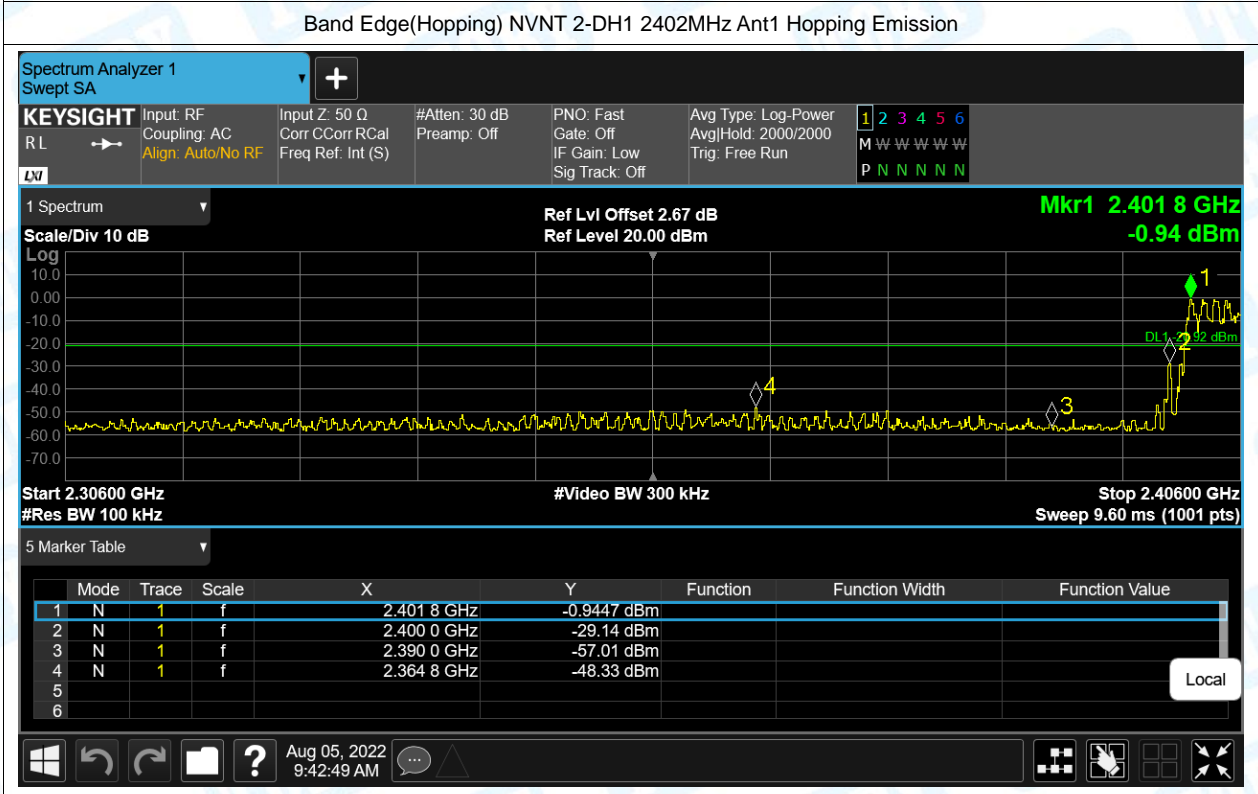 Band Edge(Hopping) NVNT 2-DH1 2402MHz Ant1 Hopping Emission
Spectrum Analyzer 1
Swept SA
+
KEYSIGHT
RL
LXI
Input: RF
Coupling: AC
Align: Auto/No RF
Input Z: 50 Ω
Corr CCorr RCal
Freq Ref: Int (S)
#Atten: 30 dB
Preamp: Off
PNO: Fast
Gate: Off
IF Gain: Low
Sig Track: Off
Avg Type: Log-Power
Avg|Hold: 2000/2000
Trig: Free Run
1 2 3 4 5 6
M W W W W W
P N N N N N
1 Spectrum
Scale/Div 10 dB
Ref Lvl Offset 2.67 dB
Ref Level 20.00 dBm
Mkr1 2.401 8 GHz
-0.94 dBm
Log
10.0
0.00
-10.0
-20.0
-30.0
-40.0
-50.0
-60.0
-70.0
1
2
3
4
Start 2.30600 GHz
#Res BW 100 kHz
#Video BW 300 kHz
Stop 2.40600 GHz
Sweep 9.60 ms (1001 pts)
5 Marker Table
Mode Trace Scale X Y Function Function Width Function Value
1 N 1 f 2.401 8 GHz -0.9447 dBm
2 N 1 f 2.400 0 GHz -29.14 dBm
3 N 1 f 2.390 0 GHz -57.01 dBm
4 N 1 f 2.364 8 GHz -48.33 dBm
5
6
Local
?
Aug 05, 2022
9:42:49 AM